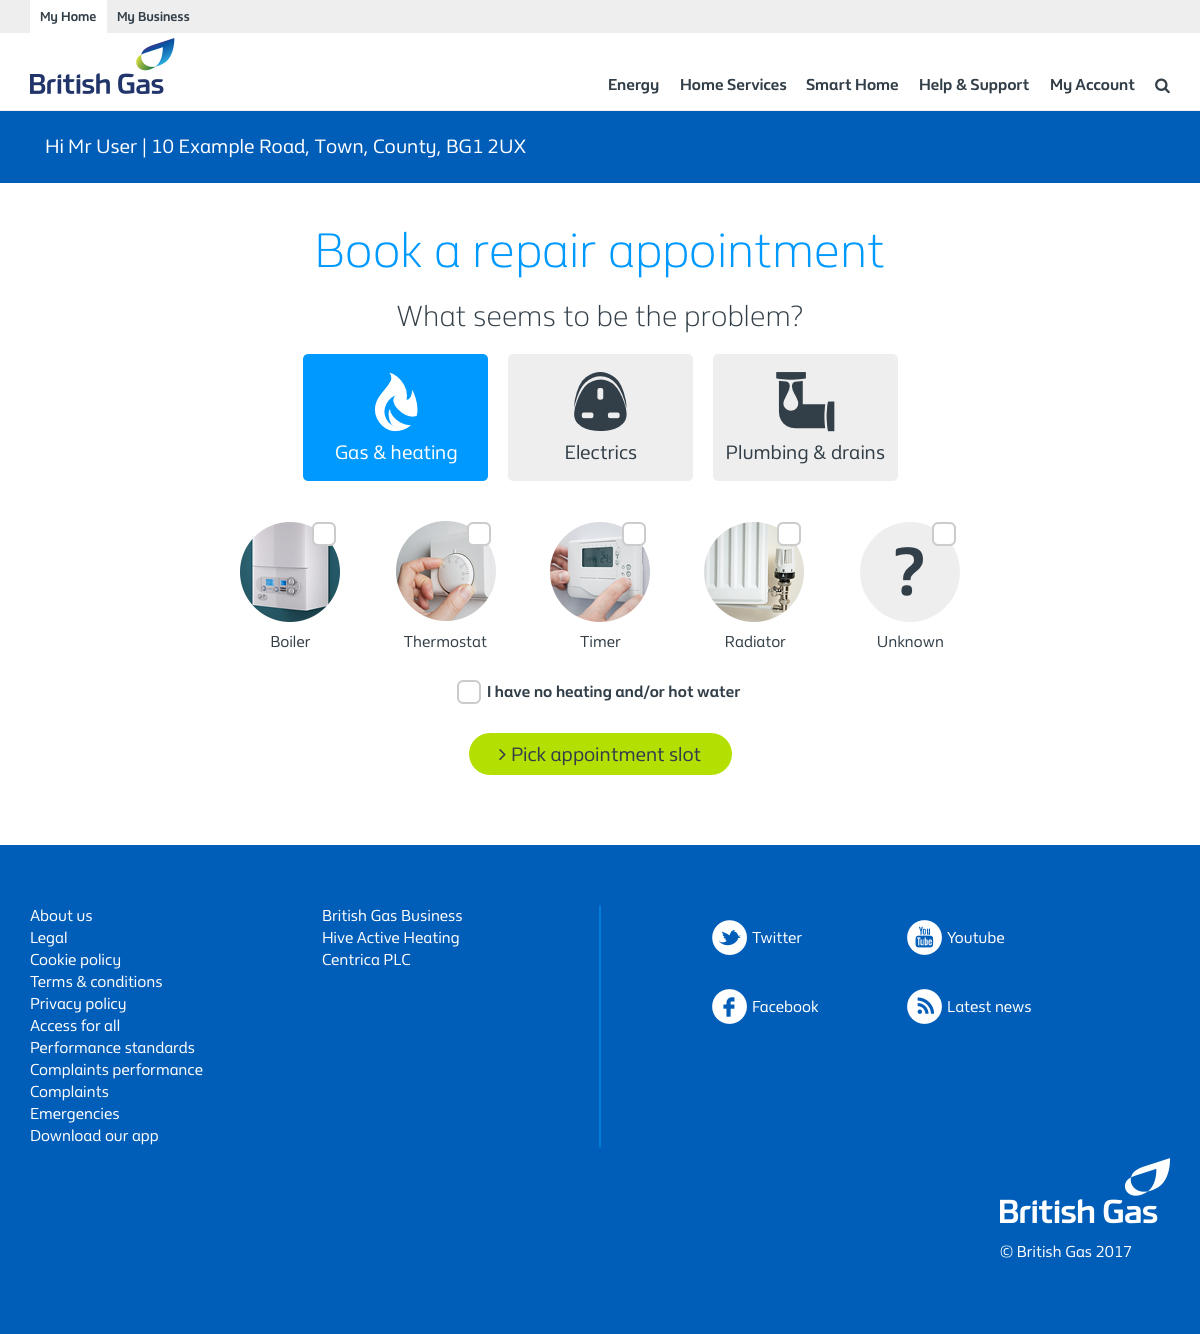 My Home My Business
British Gas
Energy Home Services Smart Home Help & Support My Account
Hi Mr User | 10 Example Road, Town, County, BG1 2UX
Book a repair appointment
What seems to be the problem?
Gas & heating Electrics Plumbing & drains
?
Boiler Thermostat Timer Radiator Unknown
I have no heating and/or hot water
> Pick appointment slot
About us
Legal
Cookie policy
Terms & conditions
Privacy policy
Access for all
Performance standards
Complaints performance
Complaints
Emergencies
Download our app
British Gas Business
Hive Active Heating
Centrica PLC
Twitter
You Tube Youtube
Facebook
Latest news
British Gas
© British Gas 2017